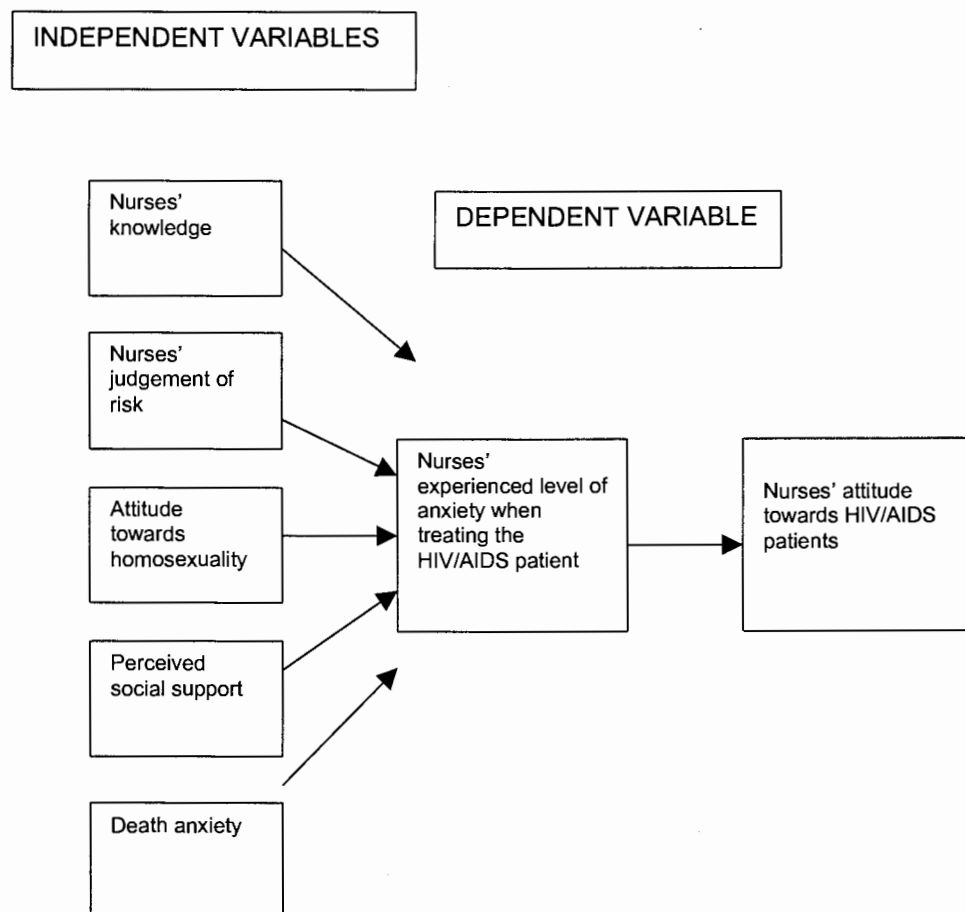 INDEPENDENT VARIABLES
Nurses'
knowledge
DEPENDENT VARIABLE
Nurses'
judgement of
risk
Attitude
towards
homosexuality
Nurses'
experienced level of
anxiety when
treating the
HIV/AIDS patient
Nurses' attitude
towards HIV/AIDS
patients
Perceived
social support
Death anxiety